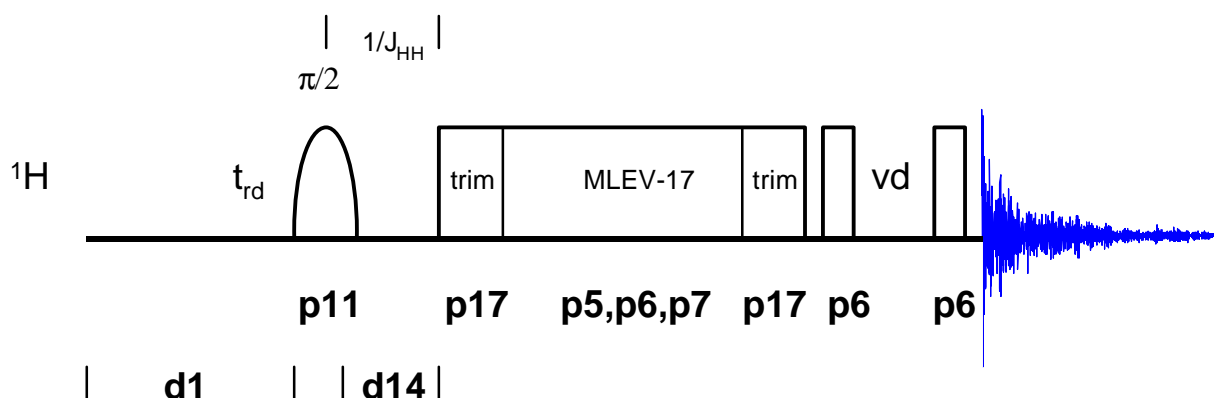 1/J_HH
π/2
¹H t_rd trim MLEV-17 trim vd
p11 p17 p5,p6,p7 p17 p6 p6
d1 d14